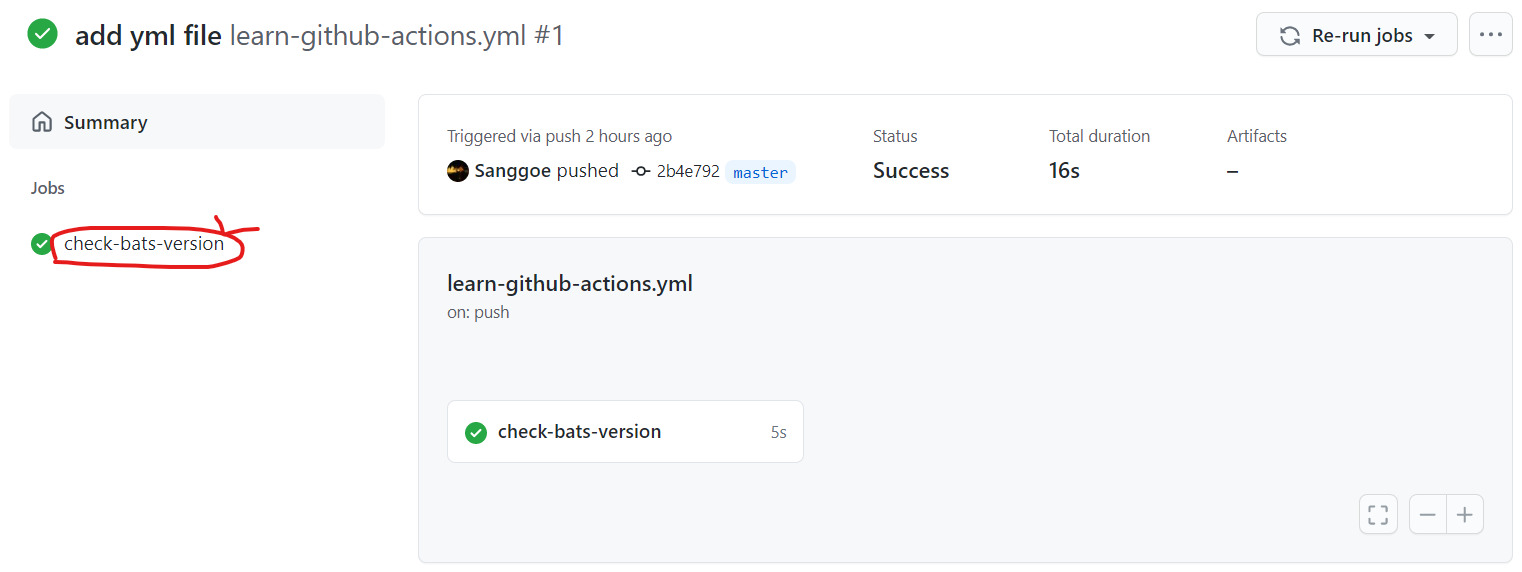 add yml file learn-github-actions.yml #1
Re-run jobs
Summary
Jobs
check-bats-version
Triggered via push 2 hours ago
Sanggoe pushed 2b4e792 master
Status
Success
Total duration
16s
Artifacts
–
learn-github-actions.yml
on: push
check-bats-version 5s